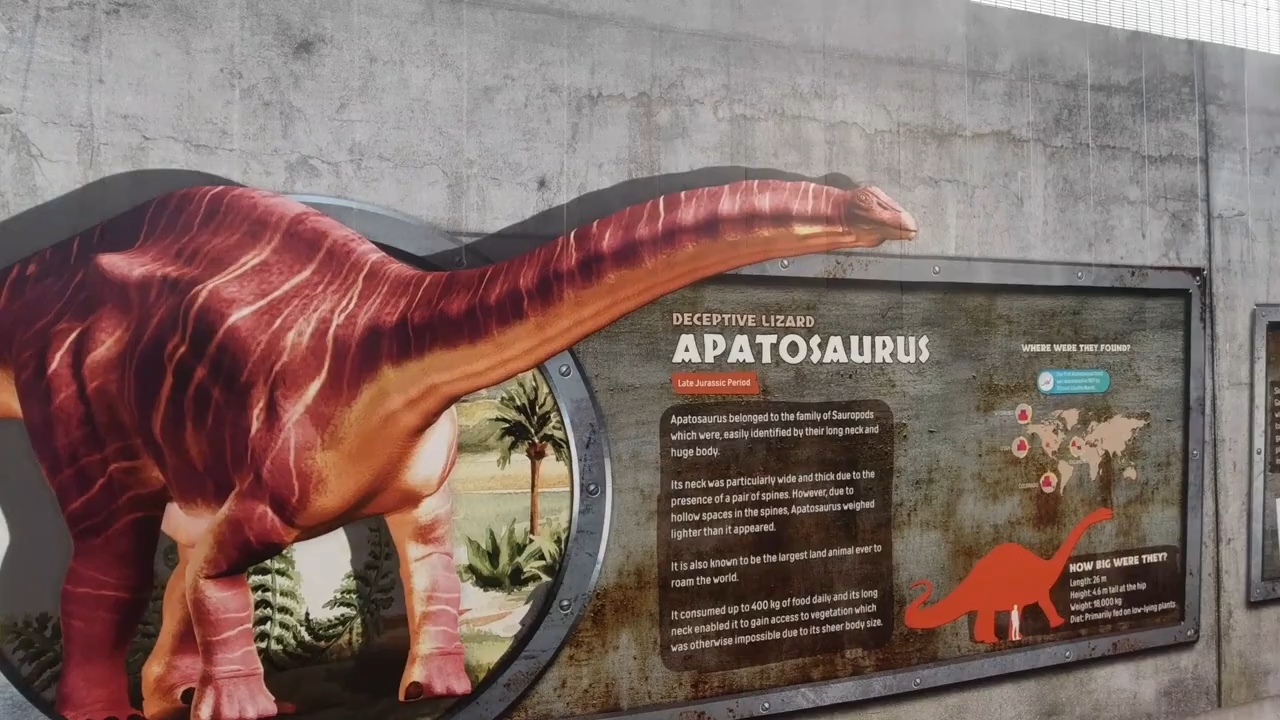 DECEPTIVE LIZARD
APATOSAURUS
Late Jurassic Period
Apatosaurus belonged to the family of Sauropods
which were, easily identified by their long neck and
huge body.
Its neck was particularly wide and thick due to the
presence of a pair of spines. However, due to
hollow spaces in the spines, Apatosaurus weighed
lighter than it appeared.
It is also known to be the largest land animal ever to
roam the world.
It consumed up to 400 kg of food daily and its long
neck enabled it to gain access to vegetation which
was otherwise impossible due to its sheer body size.
WHERE WERE THEY FOUND?
HOW BIG WERE THEY?
Length: 26 m
Height: 4.6 m tall at the hip
Weight: 18,000 kg
Diet: Primarily fed on low-lying plants